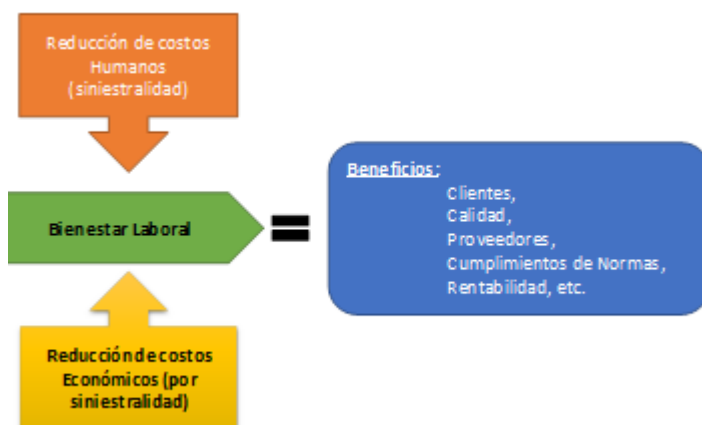 Reducción de costos
Humanos
(siniestralidad)
Bienestar Laboral
=
Beneficios:
Clientes,
Calidad,
Proveedores,
Cumplimientos de Normas,
Rentabilidad, etc.
Reducción de costos
Económicos (por
siniestralidad)